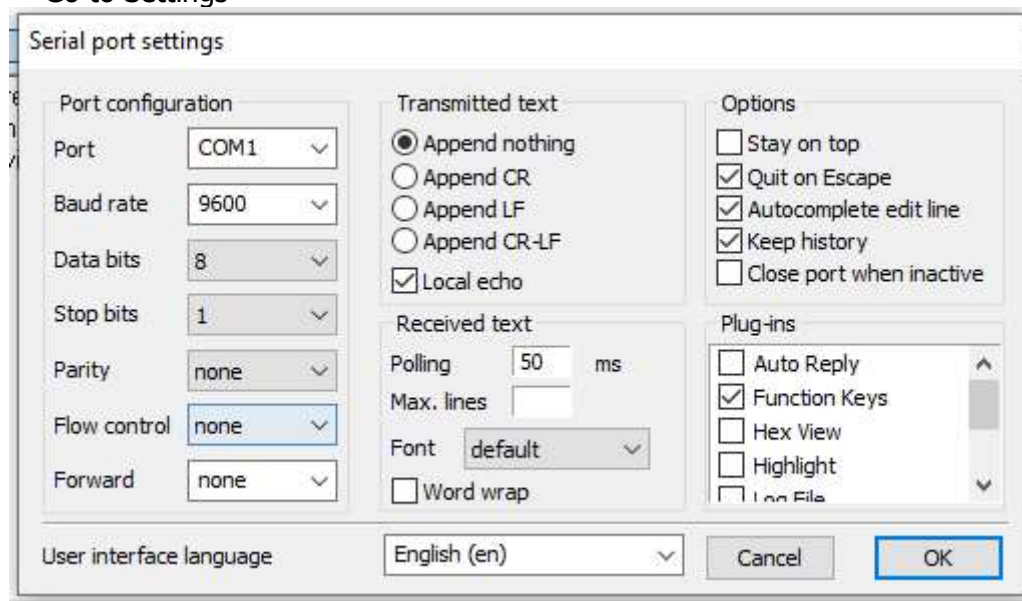 Go to Settings
Serial port settings
Port configuration
Port COM1
Baud rate 9600
Data bits 8
Stop bits 1
Parity none
Flow control none
Forward none
Transmitted text
Append nothing
Append CR
Append LF
Append CR-LF
Local echo
Received text
Polling 50 ms
Max. lines
Font default
Word wrap
Options
Stay on top
Quit on Escape
Autocomplete edit line
Keep history
Close port when inactive
Plug-ins
Auto Reply
Function Keys
Hex View
Highlight
Log File
User interface language English (en) Cancel OK